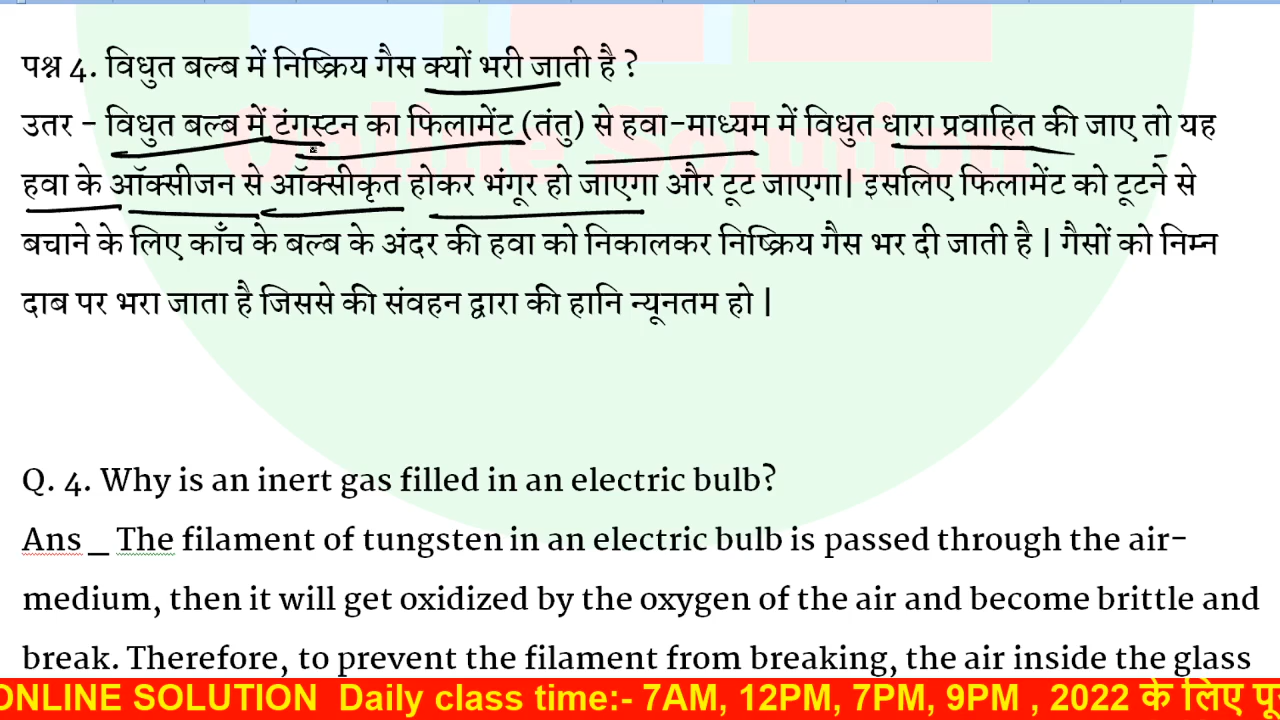 पश्न 4. विधुत बल्ब में निष्क्रिय गैस क्यों भरी जाती है ?
उतर - विधुत बल्ब में टंगस्टन का फिलामेंट (तंतु) से हवा-माध्यम में विधुत धारा प्रवाहित की जाए तो यह
हवा के ऑक्सीजन से ऑक्सीकृत होकर भंगूर हो जाएगा और टूट जाएगा| इसलिए फिलामेंट को टूटने से
बचाने के लिए काँच के बल्ब के अंदर की हवा को निकालकर निष्क्रिय गैस भर दी जाती है | गैसों को निम्न
दाब पर भरा जाता है जिससे की संवहन द्वारा की हानि न्यूनतम हो |
Online Solution
Q. 4. Why is an inert gas filled in an electric bulb?
Ans _ The filament of tungsten in an electric bulb is passed through the air-
medium, then it will get oxidized by the oxygen of the air and become brittle and
break. Therefore, to prevent the filament from breaking, the air inside the glass
ONLINE SOLUTION Daily class time:- 7AM, 12PM, 7PM, 9PM , 2022 के लिए